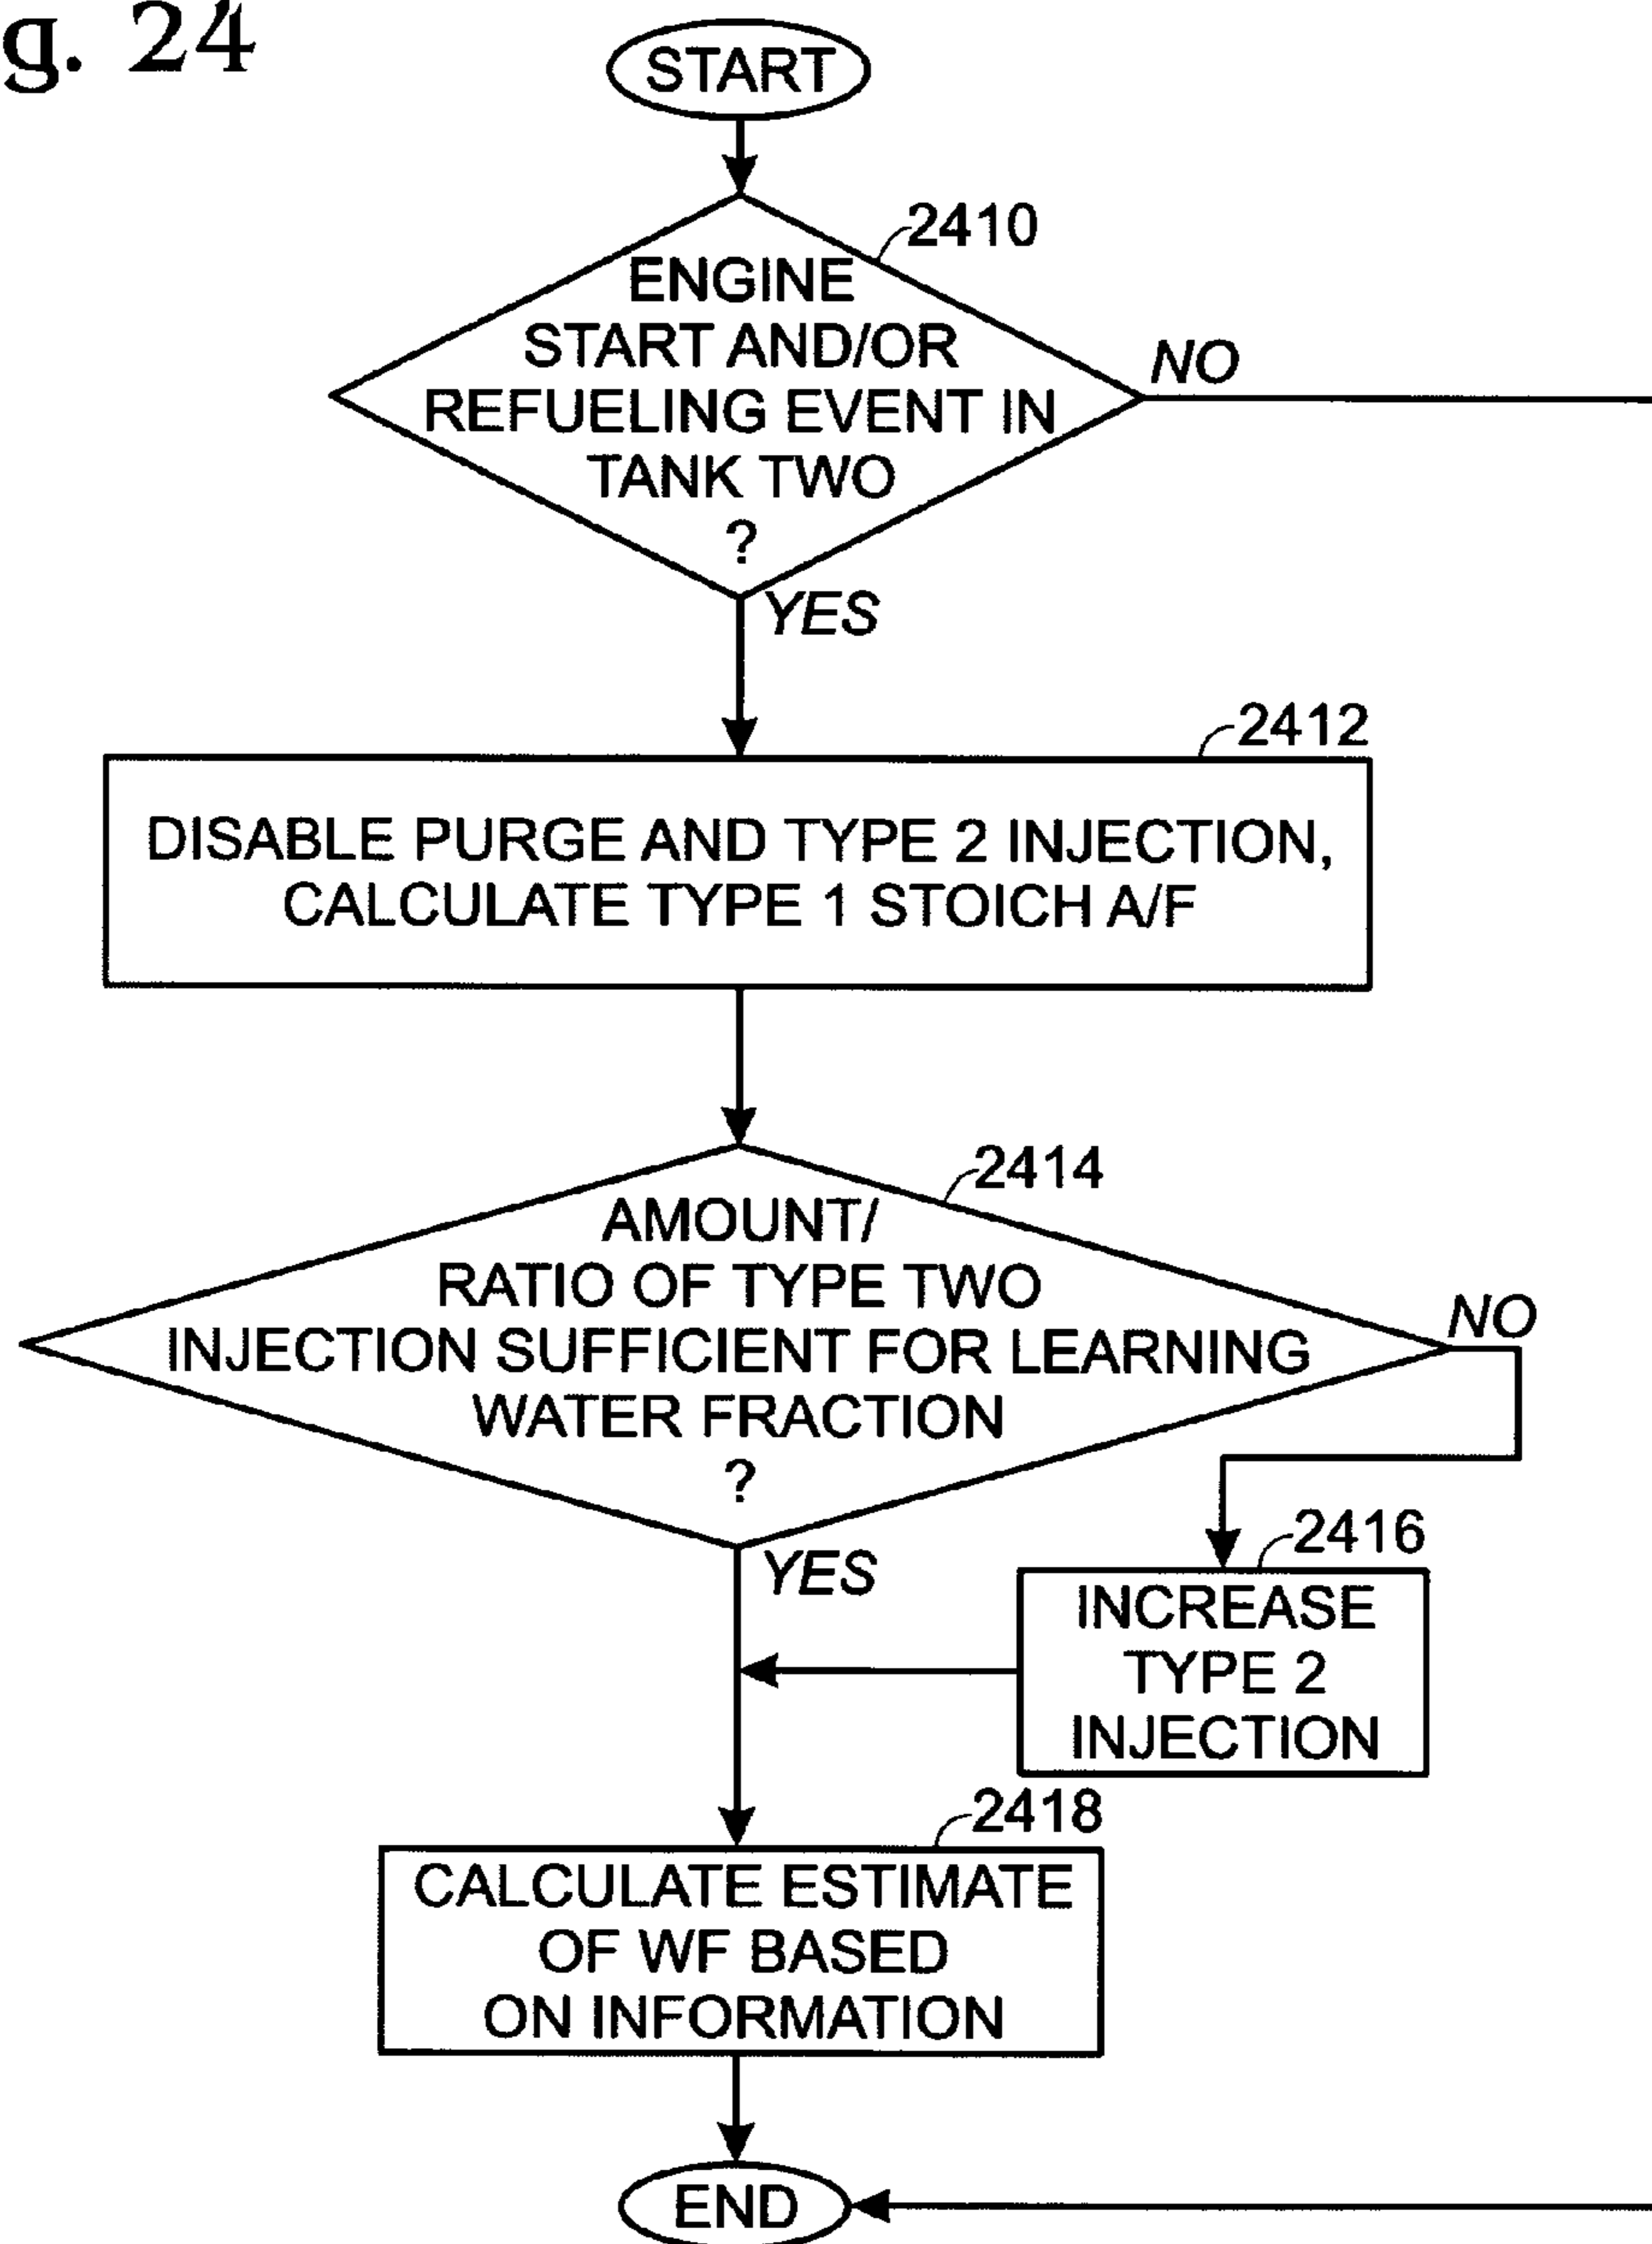 g. 24
START
2410
ENGINE
START AND/OR
REFUELING EVENT IN
TANK TWO
?
NO
YES
2412
DISABLE PURGE AND TYPE 2 INJECTION,
CALCULATE TYPE 1 STOICH A/F
2414
AMOUNT/
RATIO OF TYPE TWO
INJECTION SUFFICIENT FOR LEARNING
WATER FRACTION
?
NO
YES
2416
INCREASE
TYPE 2
INJECTION
2418
CALCULATE ESTIMATE
OF WF BASED
ON INFORMATION
END